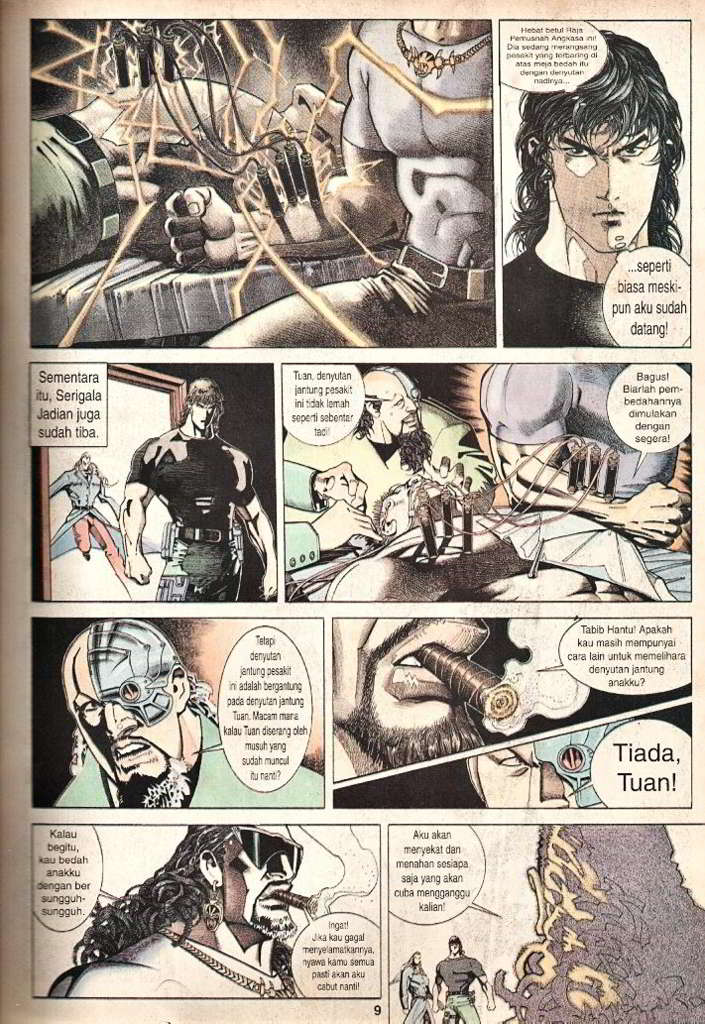 Hebat betul Raja
Pemusnah Angkasa ini!
Dia sedang merangsang
pesakit yang terbaring di
atas meja bedah itu
dengan denyutan
nadinya...
...seperti
biasa meski-
pun aku sudah
datang!
Sementara
itu, Serigala
Jadian juga
sudah tiba.
Tuan, denyutan
jantung pesakit
ini tidak lemah
seperti sebentar
tadi!
Bagus!
Biarlah pem-
bedahannya
dimulakan
dengan
segera!
Tetapi
denyutan
jantung pesakit
ini adalah bergantung
pada denyutan jantung
Tuan. Macam mana
kalau Tuan diserang oleh
musuh yang
sudah muncul
itu nanti?
Tabib Hantu! Apakah
kau masih mempunyai
cara lain untuk memelihara
denyutan jantung
anakku?
Tiada,
Tuan!
Kalau
begitu,
kau bedah
anakku
dengan ber
sungguh-
sungguh.
Ingat!
Jika kau gagal
menyelamatkannya,
nyawa kamu semua
pasti akan aku
cabut nanti!
Aku akan
menyekat dan
menahan sesiapa
saja yang akan
cuba mengganggu
kalian!
9